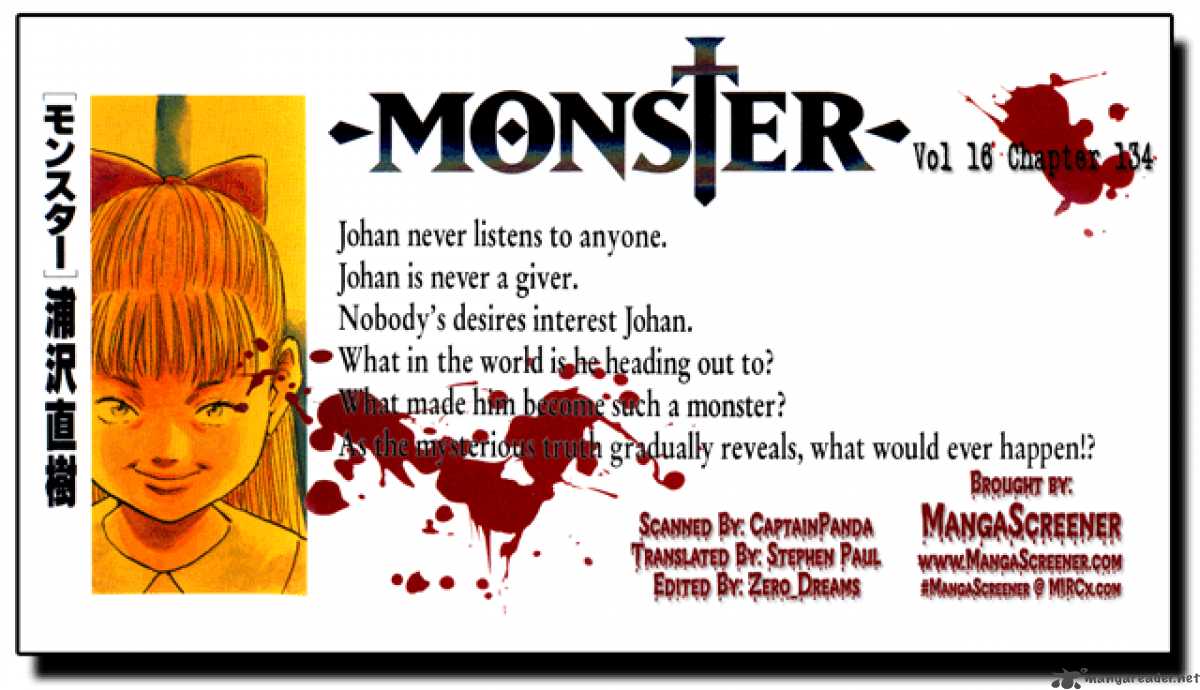 [モンスター]浦沢直樹
-MONSTER-
Vol 16 Chapter 134
Johan never listens to anyone.
Johan is never a giver.
Nobody's desires interest Johan.
What in the world is he heading out to?
What made him become such a monster?
As the mysterious truth gradually reveals, what would ever happen!?
Brought by:
MangaScreener
www.MangaScreener.com
#MangaScreener @ MIRCx.com
Scanned By: CaptainPanda
Translated By: Stephen Paul
Edited By: Zero_Dreams
mangareader.net